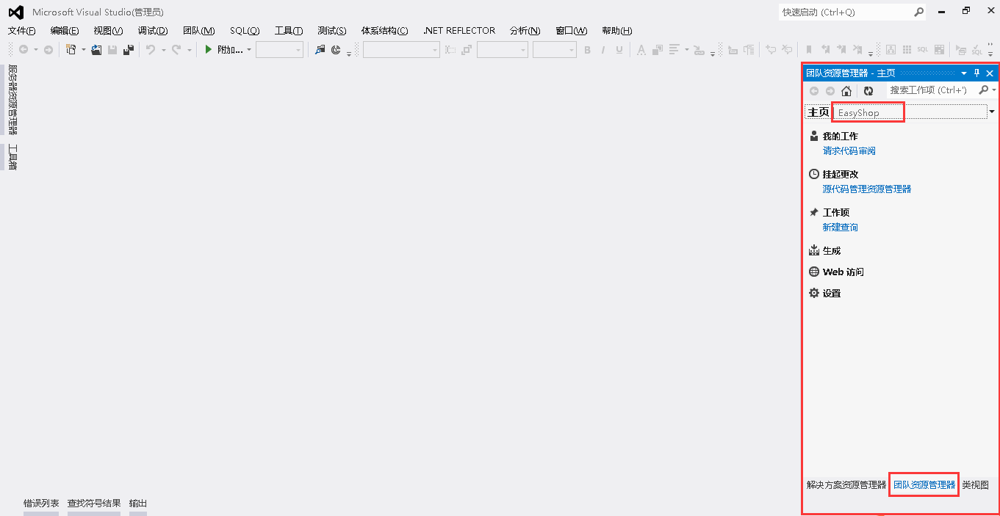 Microsoft Visual Studio(管理员)
快速启动 (Ctrl+Q)
文件(F) 编辑(E) 视图(V) 调试(D) 团队(M) SQL(Q) 工具(T) 测试(S) 体系结构(C) .NET REFLECTOR 分析(N) 窗口(W) 帮助(H)
附加...
服务器资源管理器
工具箱
团队资源管理器 - 主页
搜索工作项 (Ctrl+')
主页 EasyShop
我的工作
请求代码审阅
挂起更改
源代码管理资源管理器
工作项
新建查询
生成
Web 访问
设置
解决方案资源管理器 团队资源管理器 类视图
错误列表 查找符号结果 输出